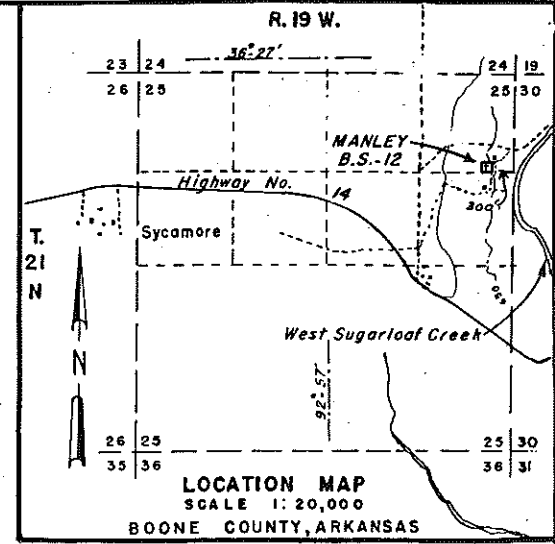 R. 19 W.
36°-27'
23 24
26 25
24 19
25 30
MANLEY
B.S.-12
Highway No. 14
300'
Sycamore
T.
21
N
650
West Sugarloaf Creek
N
92°-57'
26 25
35 36
25 30
36 31
LOCATION MAP
SCALE 1:20,000
BOONE COUNTY, ARKANSAS